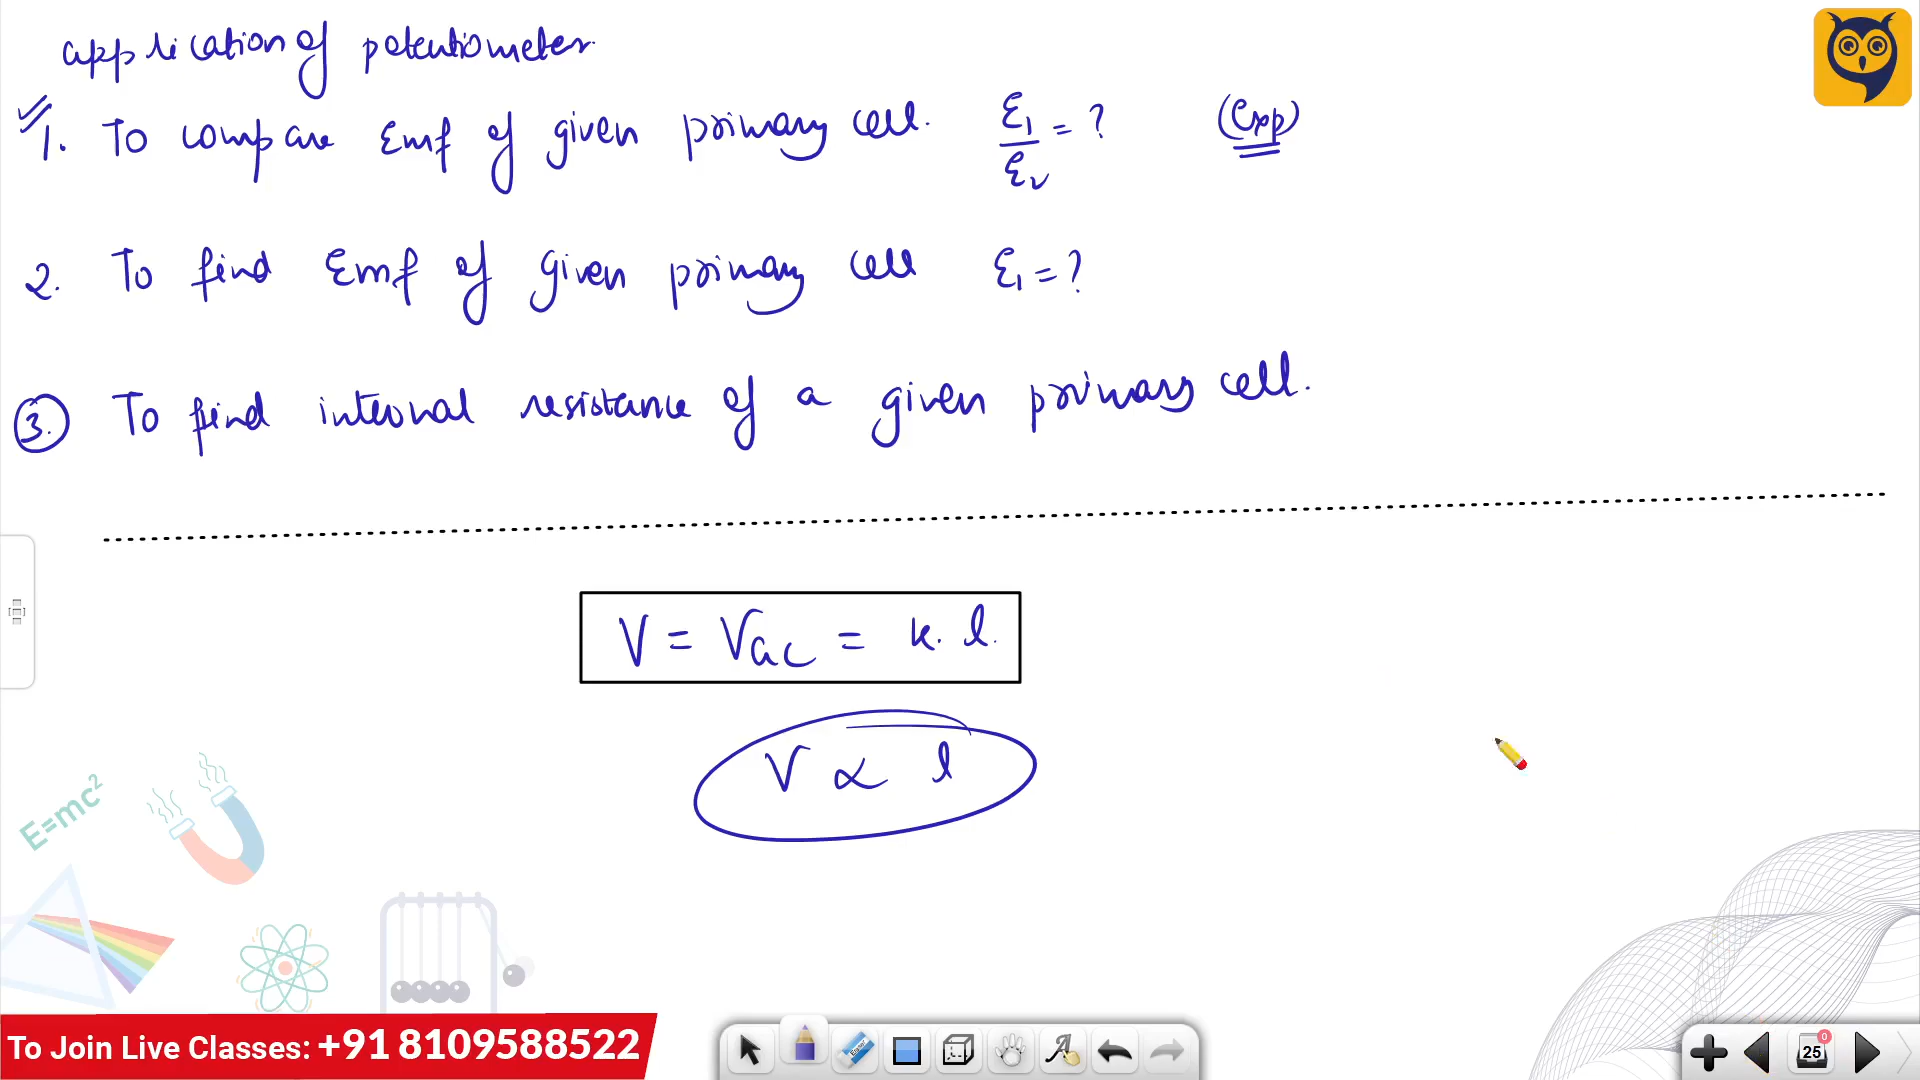 application of potentiometer.
1. To compare Emf of given primary cell. ε1/ε2 = ? (Exp)
2. To find Emf of given primary cell ε1 = ?
3. To find internal resistance of a given primary cell.
V = Vac = k. l.
V ∝ l
E=mc²
To Join Live Classes: +91 8109588522
Eraser
A
25
0